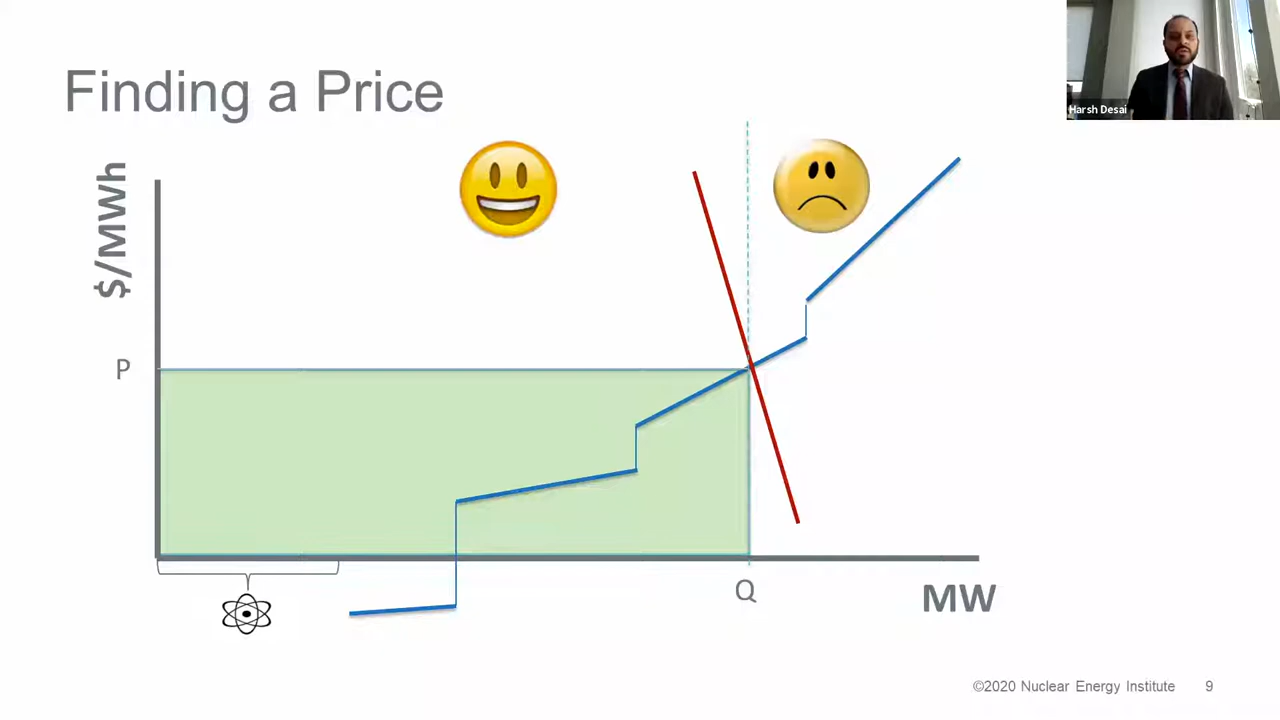 Finding a Price
Harsh Desai
$/MWh
P
Q
MW
©2020 Nuclear Energy Institute 9